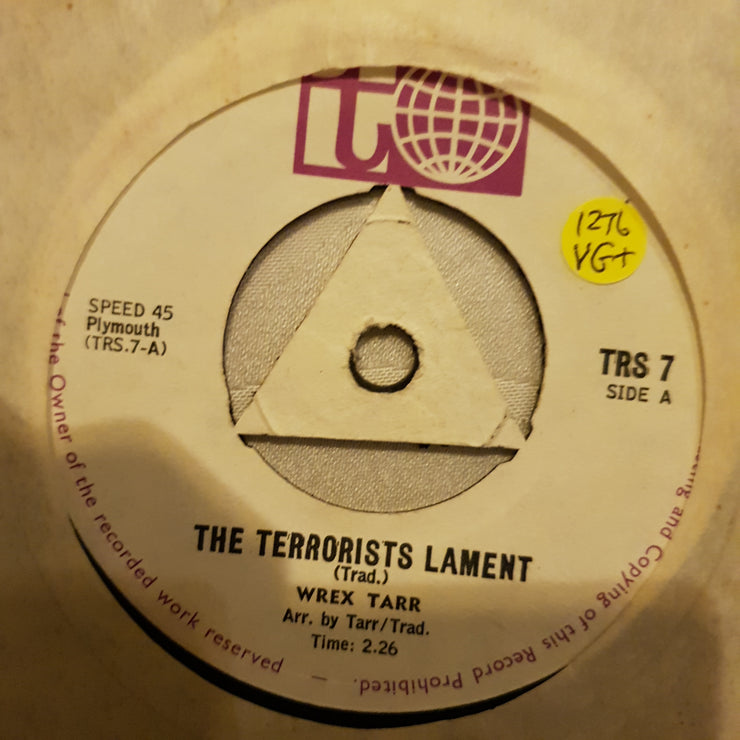 to
1276
VG+
SPEED 45
Plymouth
(TRS.7-A)
TRS 7
SIDE A
THE TERRORISTS LAMENT
(Trad.)
WREX TARR
Arr. by Tarr/Trad.
Time: 2.26
of the Owner of the recorded work reserved — and Copying of this Record Prohibited.